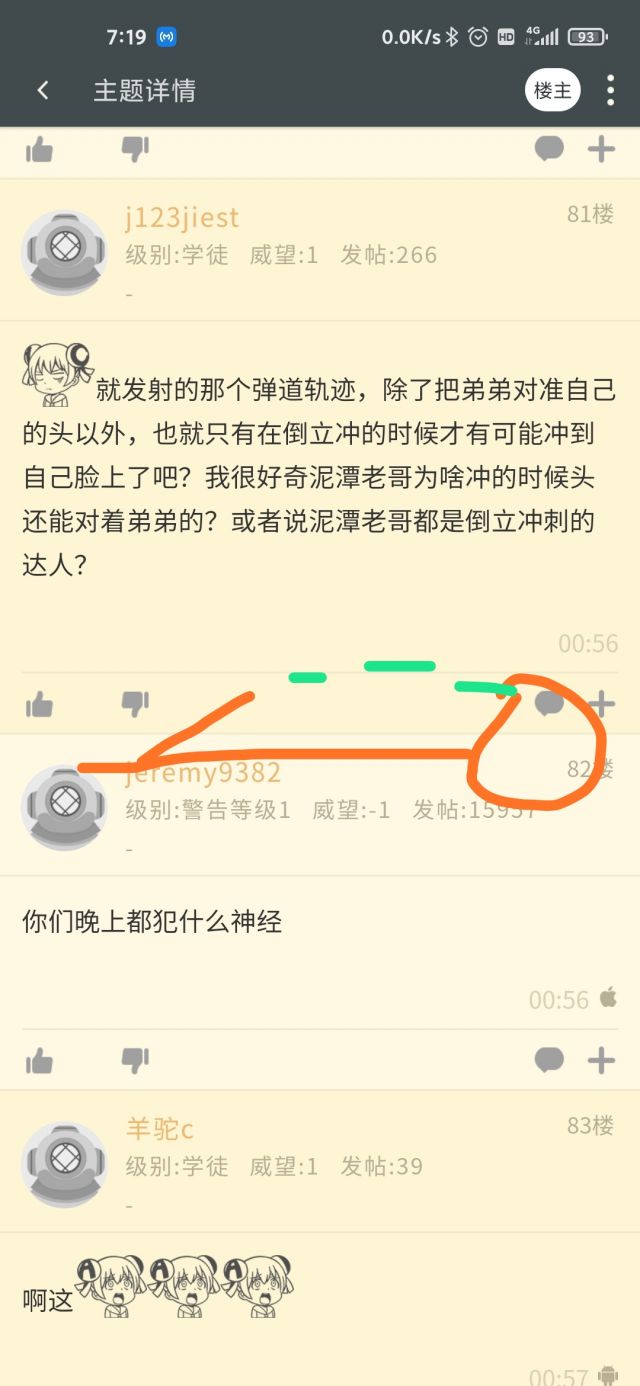 7:19
0.0K/s HD 4G 93
主题详情
楼主
j123jiest
81楼
级别:学徒 威望:1 发帖:266
-
就发射的那个弹道轨迹，除了把弟弟对准自己
的头以外，也就只有在倒立冲的时候才有可能冲到
自己脸上了吧？我很好奇泥潭老哥为啥冲的时候头
还能对着弟弟的？或者说泥潭老哥都是倒立冲刺的
达人？
00:56
jeremy9382
82楼
级别:警告等级1 威望:-1 发帖:15957
-
你们晚上都犯什么神经
00:56
羊驼c
83楼
级别:学徒 威望:1 发帖:39
-
啊这
00:57